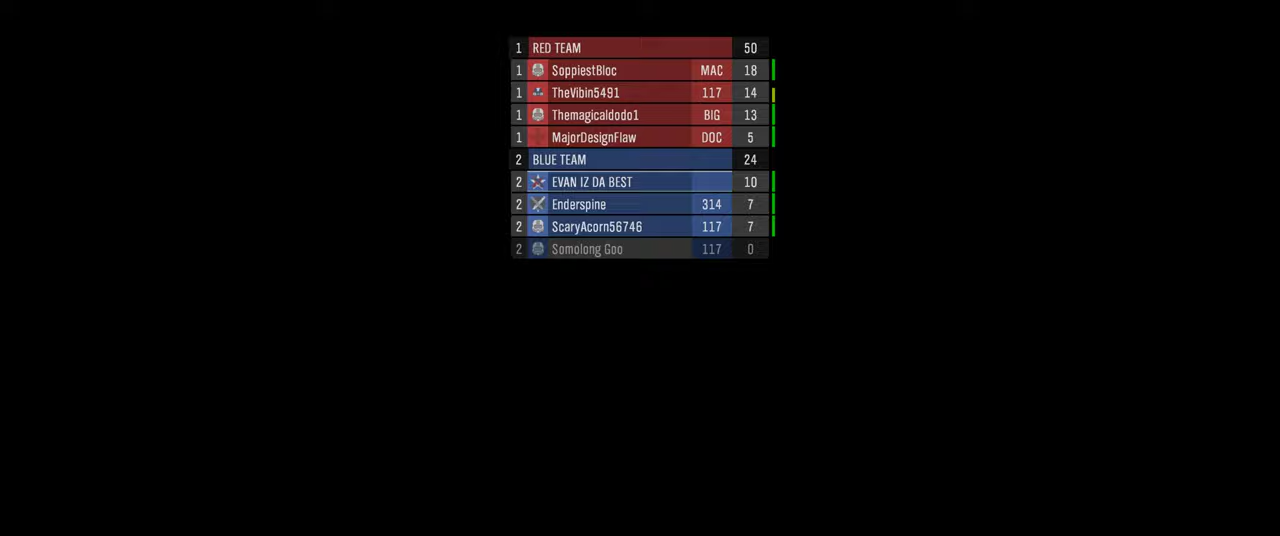 1 RED TEAM 50
1 SoppiestBloc MAC 18
1 TheVibin5491 117 14
1 Themagicaldodo1 BIG 13
1 MajorDesignFlaw DOC 5
2 BLUE TEAM 24
2 EVAN IZ DA BEST 10
2 Enderspine 314 7
2 ScaryAcorn56746 117 7
2 Somolong Goo 117 0